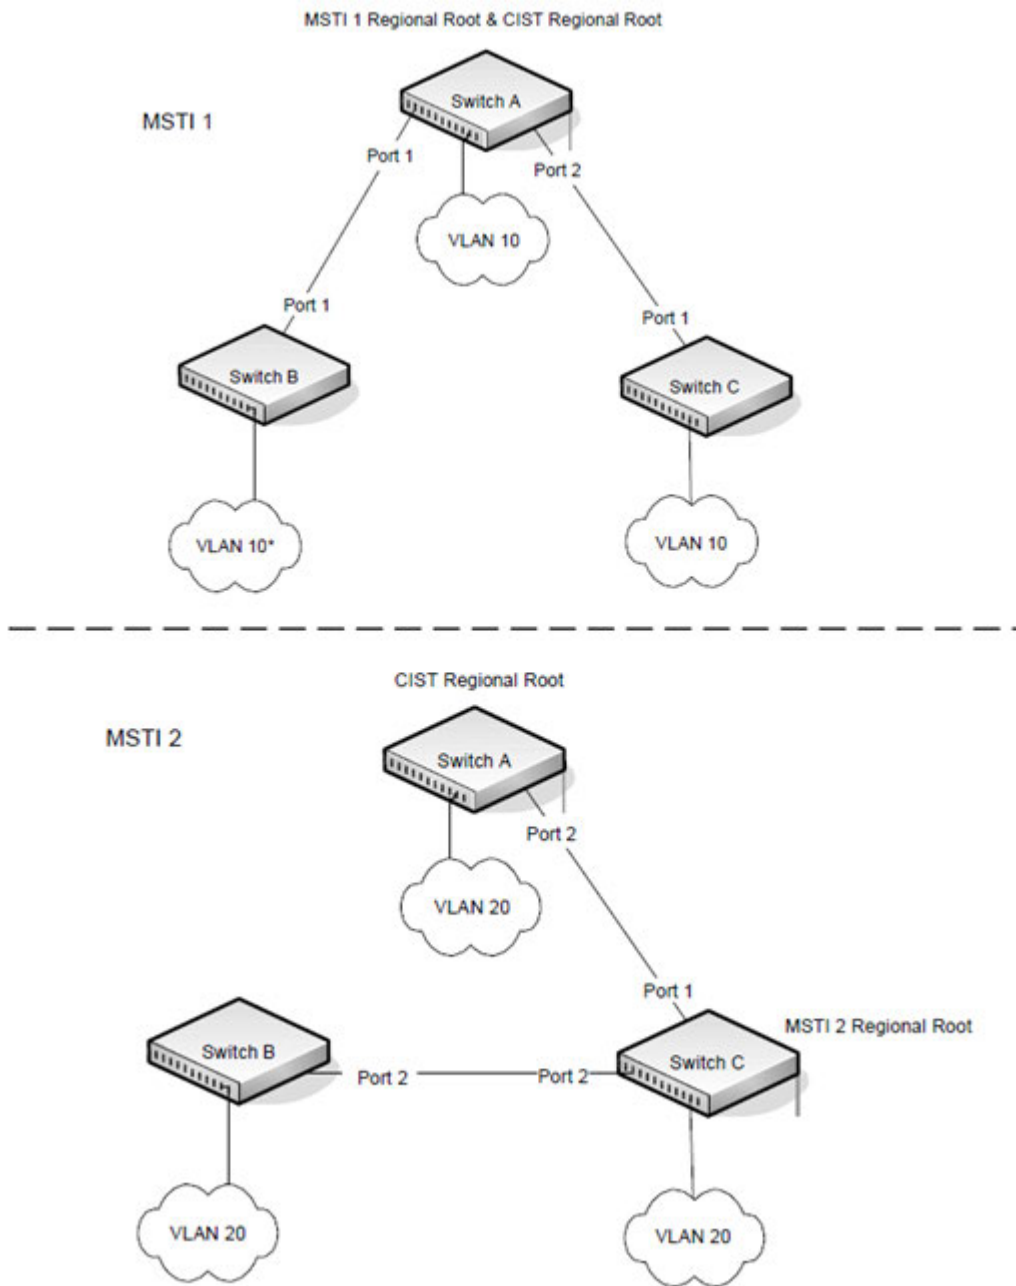 MSTI 1 Regional Root & CIST Regional Root
MSTI 1
Switch A
Port 1
Port 2
VLAN 10
Port 1
Port 1
Switch B
Switch C
VLAN 10*
VLAN 10
CIST Regional Root
MSTI 2
Switch A
Port 2
VLAN 20
Port 1
MSTI 2 Regional Root
Switch B
Switch C
Port 2
Port 2
VLAN 20
VLAN 20